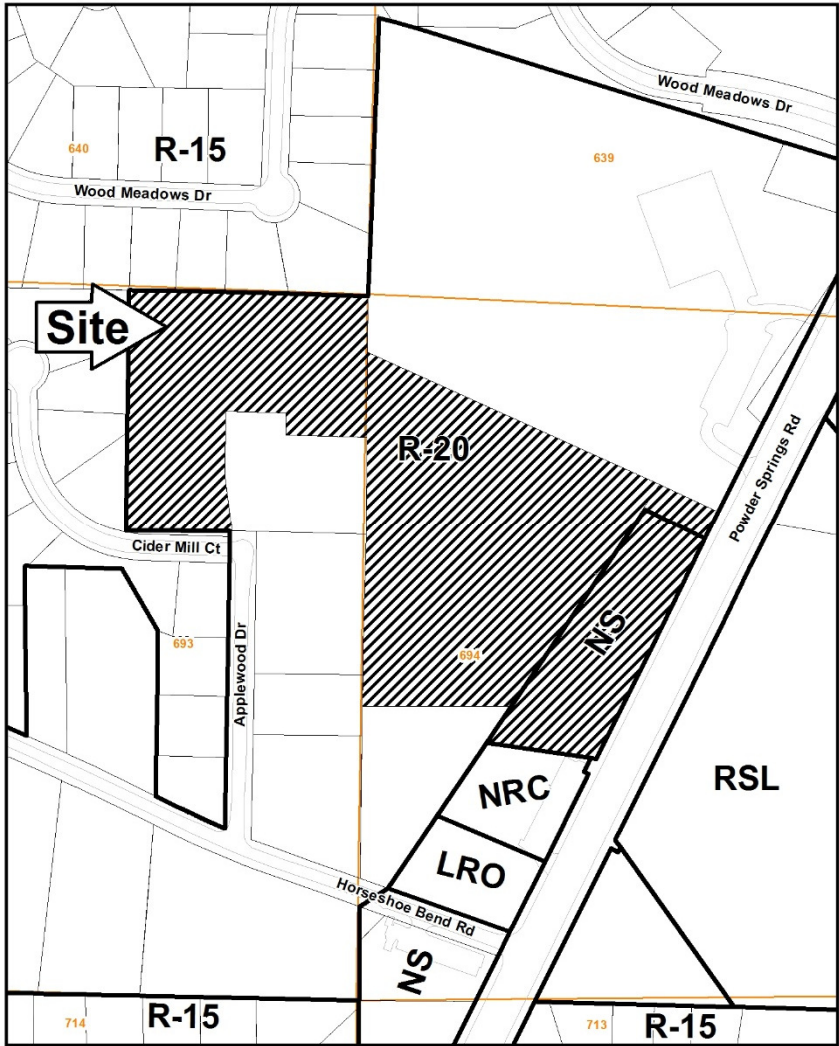 Wood Meadows Dr
640
R-15
639
Wood Meadows Dr
Site
R-20
Powder Springs Rd
Cider Mill Ct
NS
693
694
Applewood Dr
RSL
NRC
LRO
Horseshoe Bend Rd
NS
714
R-15
713
R-15